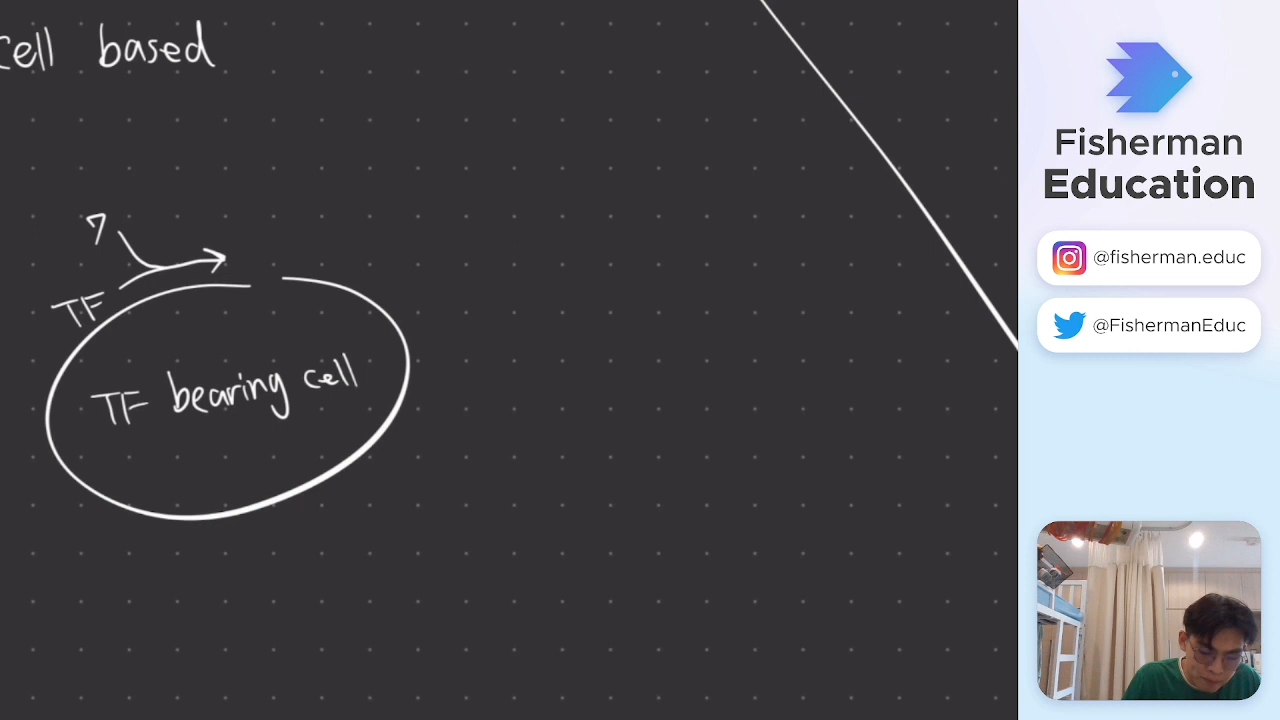 cell based
7
TF
TF bearing cell
Fisherman
Education
@fisherman.educ
@FishermanEduc